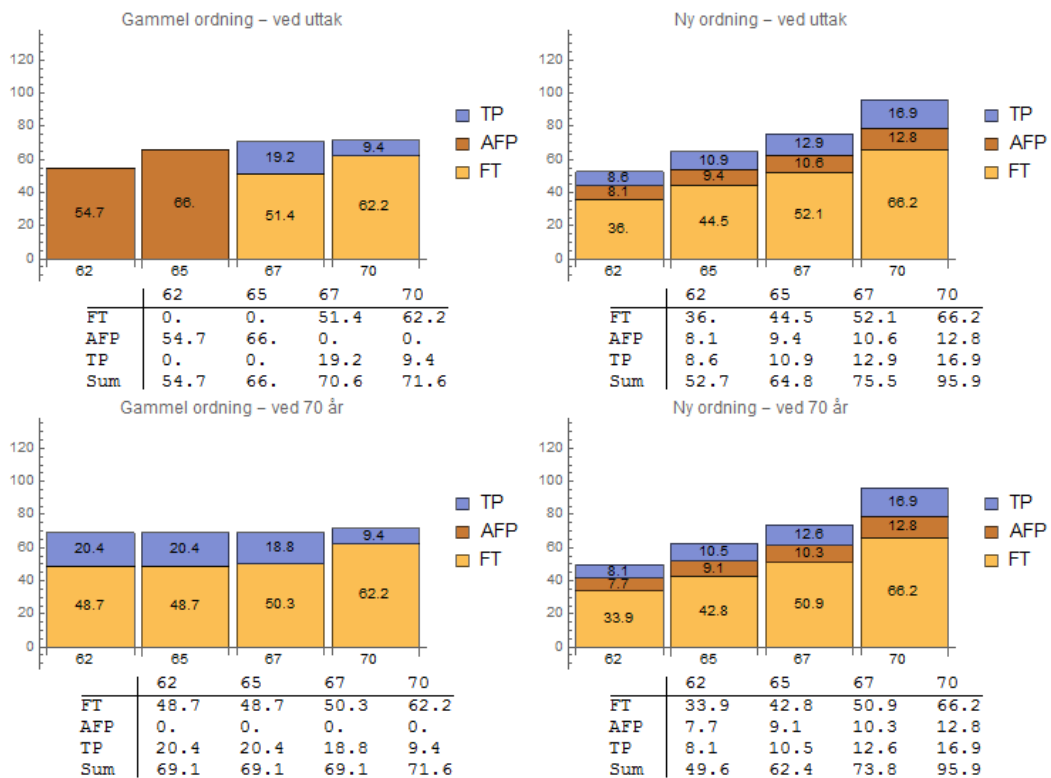 Gammel ordning – ved uttak
120
100
80
60
40
20
0
54.7
66.
19.2
51.4
9.4
62.2
62 65 67 70
TP
AFP
FT
62 65 67 70
FT 0. 0. 51.4 62.2
AFP 54.7 66. 0. 0.
TP 0. 0. 19.2 9.4
Sum 54.7 66. 70.6 71.6
Ny ordning – ved uttak
120
100
80
60
40
20
0
8.6
8.1
36.
10.9
9.4
44.5
12.9
10.6
52.1
16.9
12.8
66.2
62 65 67 70
TP
AFP
FT
62 65 67 70
FT 36. 44.5 52.1 66.2
AFP 8.1 9.4 10.6 12.8
TP 8.6 10.9 12.9 16.9
Sum 52.7 64.8 75.5 95.9
Gammel ordning – ved 70 år
120
100
80
60
40
20
0
20.4
48.7
20.4
48.7
18.8
50.3
9.4
62.2
62 65 67 70
TP
AFP
FT
62 65 67 70
FT 48.7 48.7 50.3 62.2
AFP 0. 0. 0. 0.
TP 20.4 20.4 18.8 9.4
Sum 69.1 69.1 69.1 71.6
Ny ordning – ved 70 år
120
100
80
60
40
20
0
8.1
7.7
33.9
10.5
9.1
42.8
12.6
10.3
50.9
16.9
12.8
66.2
62 65 67 70
TP
AFP
FT
62 65 67 70
FT 33.9 42.8 50.9 66.2
AFP 7.7 9.1 10.3 12.8
TP 8.1 10.5 12.6 16.9
Sum 49.6 62.4 73.8 95.9